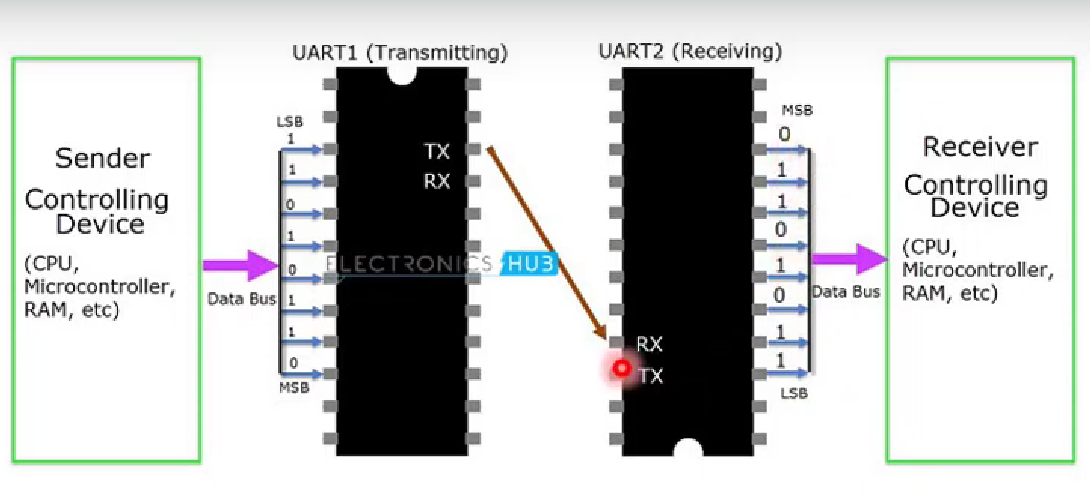 UART1 (Transmitting)
UART2 (Receiving)
Sender
Controlling
Device
(CPU,
Microcontroller,
RAM, etc)
Data Bus
LSB
1
1
0
1
0
1
1
0
MSB
TX
RX
ELECTRONICS HUB
RX
TX
MSB
0
1
1
0
1
0
1
1
LSB
Data Bus
Receiver
Controlling
Device
(CPU,
Microcontroller,
RAM, etc)